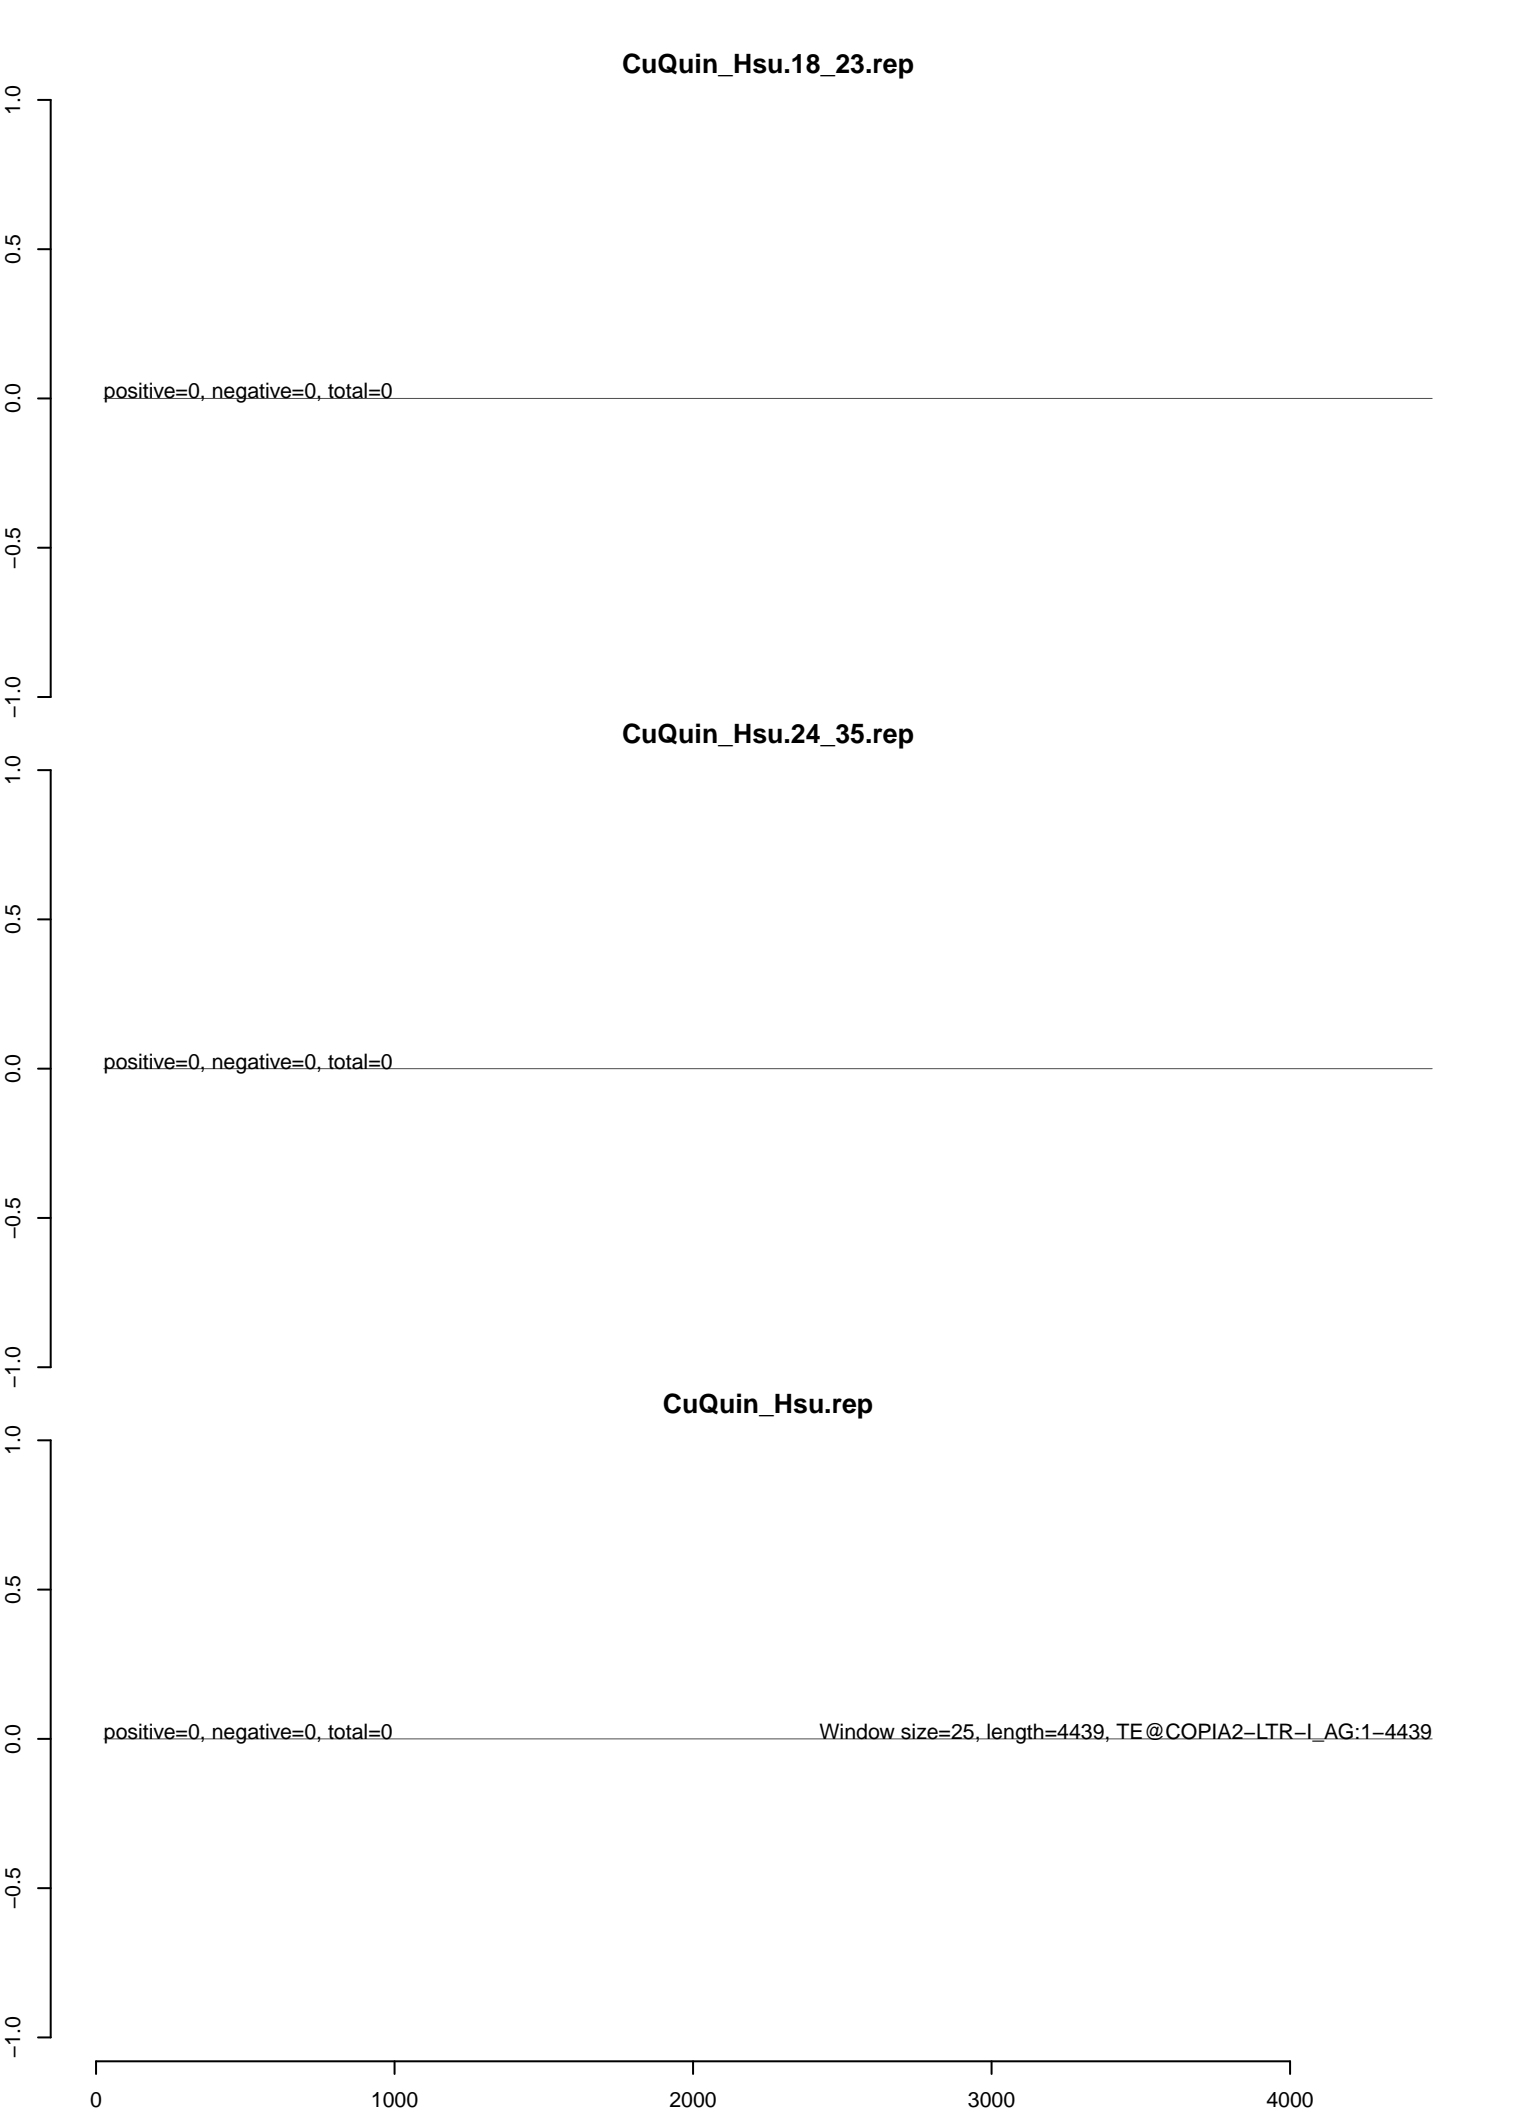 CuQuin_Hsu.18_23.rep
1.0
0.5
0.0
−0.5
−1.0
positive=0, negative=0, total=0
CuQuin_Hsu.24_35.rep
1.0
0.5
0.0
−0.5
−1.0
positive=0, negative=0, total=0
CuQuin_Hsu.rep
1.0
0.5
0.0
−0.5
−1.0
positive=0, negative=0, total=0
Window size=25, length=4439, TE@COPIA2−LTR−I_AG:1−4439
0 1000 2000 3000 4000